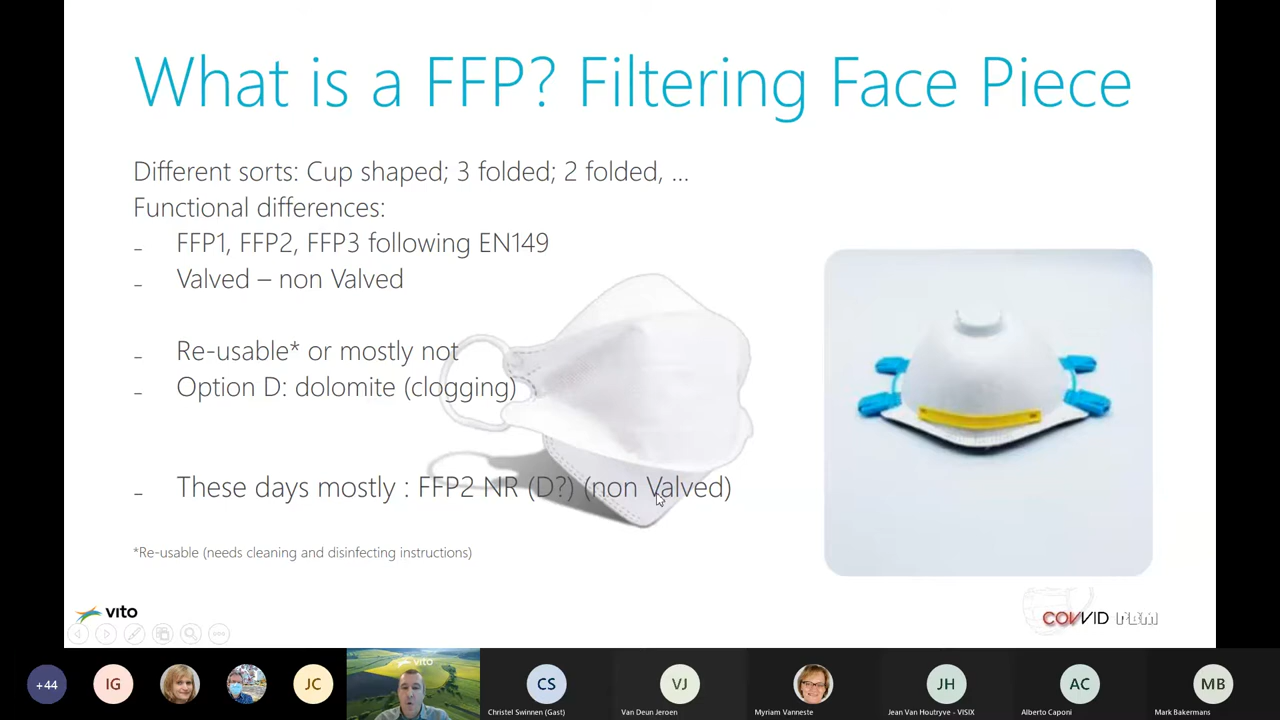 What is a FFP? Filtering Face Piece
Different sorts: Cup shaped; 3 folded; 2 folded, ...
Functional differences:
- FFP1, FFP2, FFP3 following EN149
- Valved – non Valved
- Re-usable* or mostly not
- Option D: dolomite (clogging)
- These days mostly : FFP2 NR (D?) (non Valved)
*Re-usable (needs cleaning and disinfecting instructions)
vito
COVVID PBM
+44
IG
JC
vito
CS
VJ
JH
AC
MB
Christel Swinnen (Gast)
Van Deun Jeroen
Myriam Vanneste
Jean Van Houtryve - VISIX
Alberto Caponi
Mark Bakermans